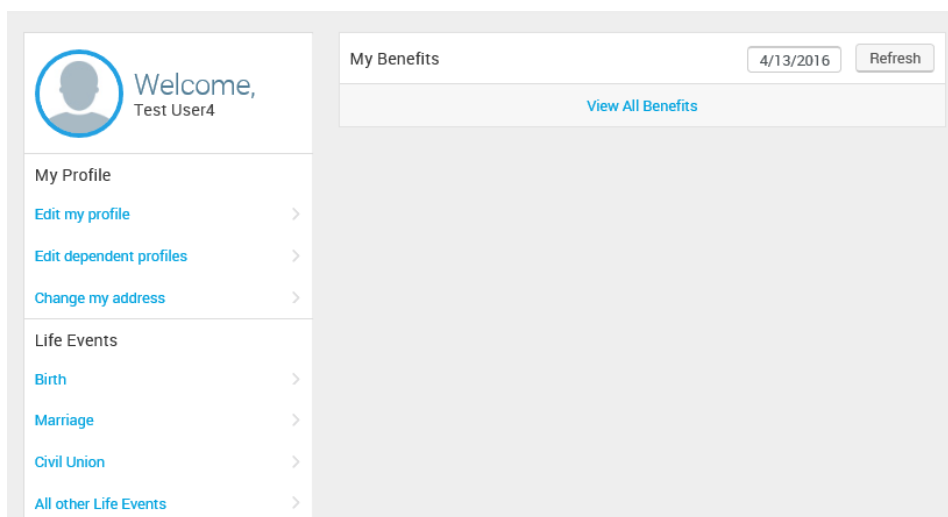 Welcome,
Test User4
My Profile
Edit my profile
Edit dependent profiles
Change my address
Life Events
Birth
Marriage
Civil Union
All other Life Events
My Benefits 4/13/2016 Refresh
View All Benefits